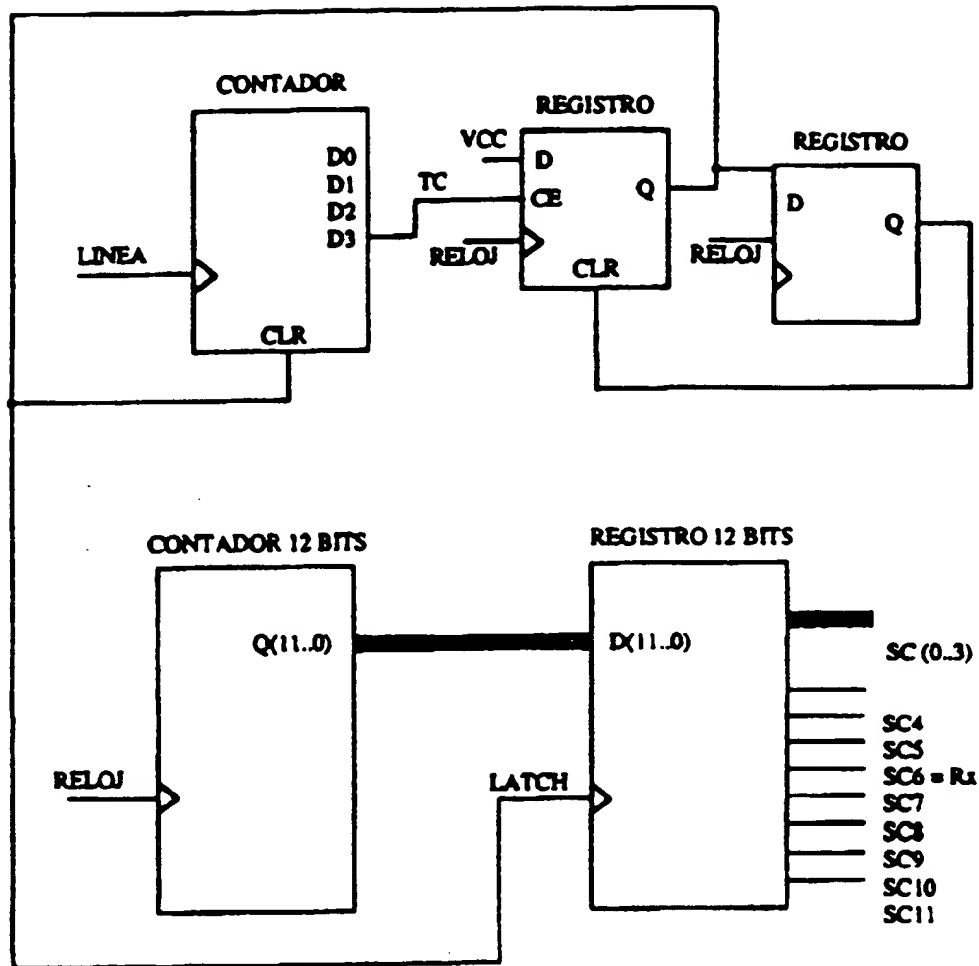 CONTADOR
D0
D1
D2
D3
LINEA
CLR
TC
REGISTRO
VCC
D
CE
Q
RELOJ
CLR
REGISTRO
D
Q
RELOJ
CONTADOR 12 BITS
Q(11..0)
RELOJ
REGISTRO 12 BITS
D(11..0)
LATCH
SC (0..3)
SC4
SC5
SC6 = Rx
SC7
SC8
SC9
SC10
SC11